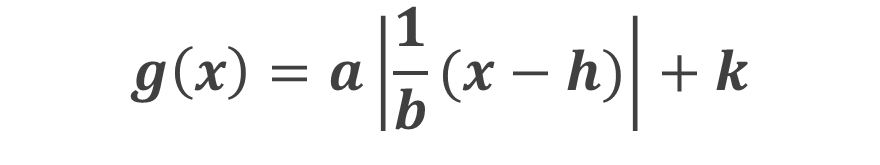 g(x) = a|1/b(x − h)| + k